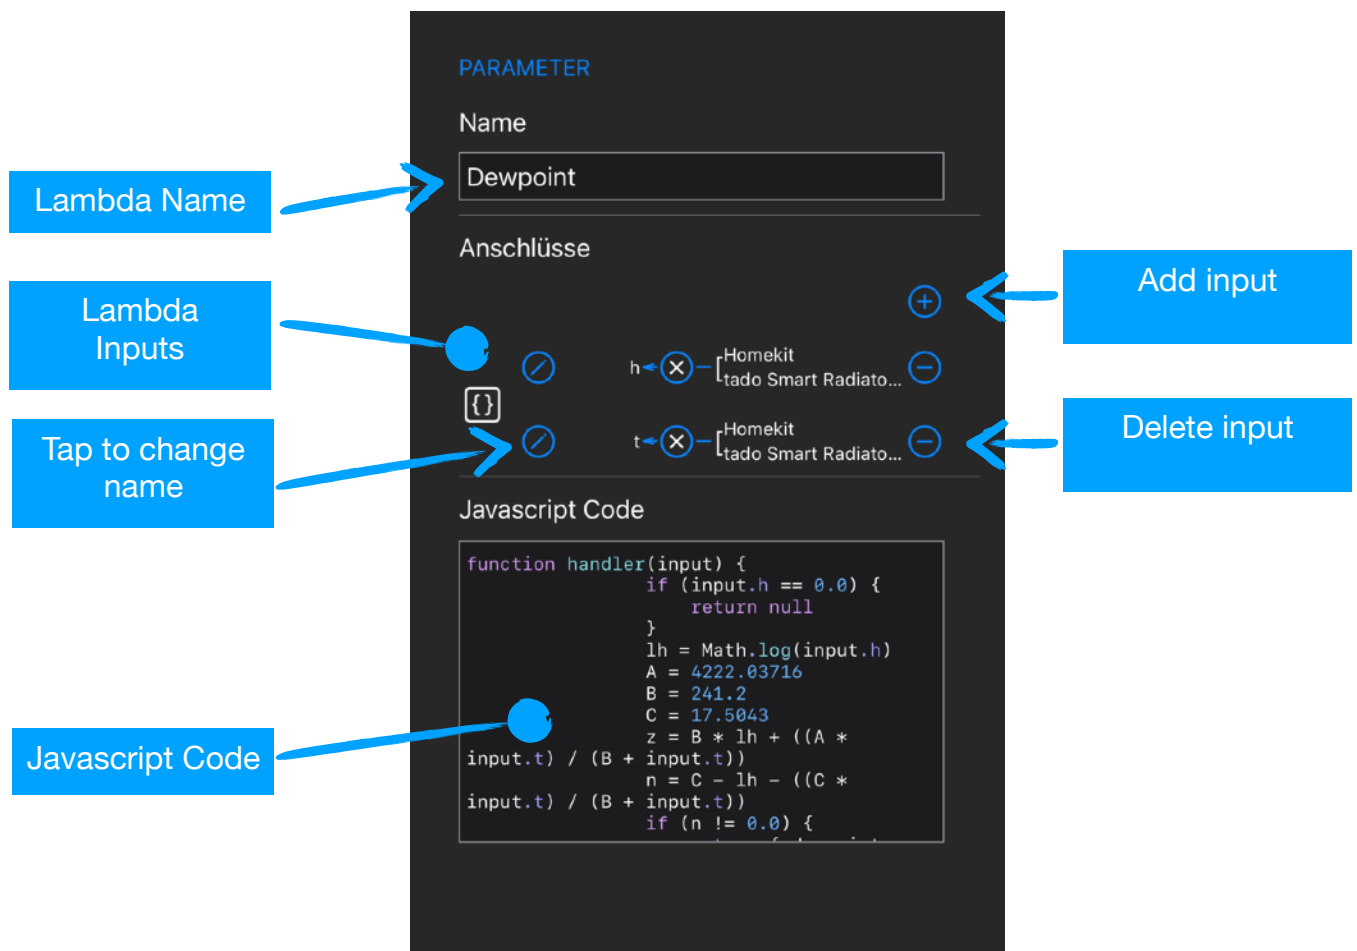 PARAMETER
Name
Dewpoint
Lambda Name
Anschlüsse
Add input
Lambda
Inputs
h
Homekit
tado Smart Radiato...
{}
Tap to change
name
t
Homekit
tado Smart Radiato...
Delete input
Javascript Code
function handler(input) {
if (input.h == 0.0) {
return null
}
lh = Math.log(input.h)
A = 4222.03716
B = 241.2
C = 17.5043
z = B * lh + ((A *
input.t) / (B + input.t))
n = C - lh - ((C *
input.t) / (B + input.t))
if (n != 0.0) {
Javascript Code